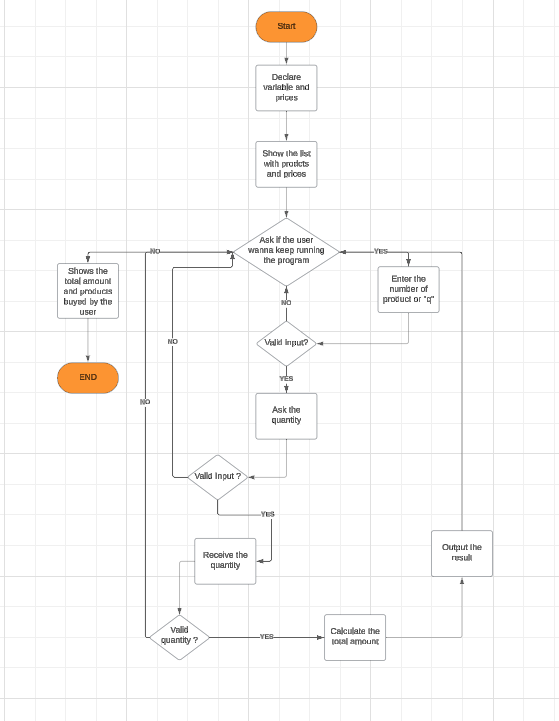 Start
Declare
variable and
prices
Show the list
with prodcts
and prices
Ask if the user
wanna keep running
the program
NO
YES
Shows the
total amount
and products
buyed by the
user
Enter the
number of
product or "q"
NO
Valid input?
NO
END
YES
NO
Ask the
quantity
Valid Input ?
YES
Receive the
quantity
Output the
result
Valid
quantity ?
YES
Calculate the
total amount